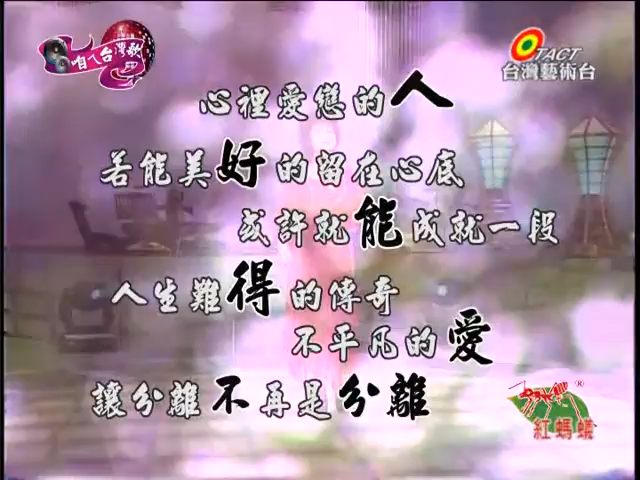 咱ㄟ台灣歌
TACT
台灣藝術台
心裡愛戀的人
若能美好的留在心底
或許就能成就一段
人生難得的傳奇
不平凡的愛
讓分離不再是分離
紅螞蟻